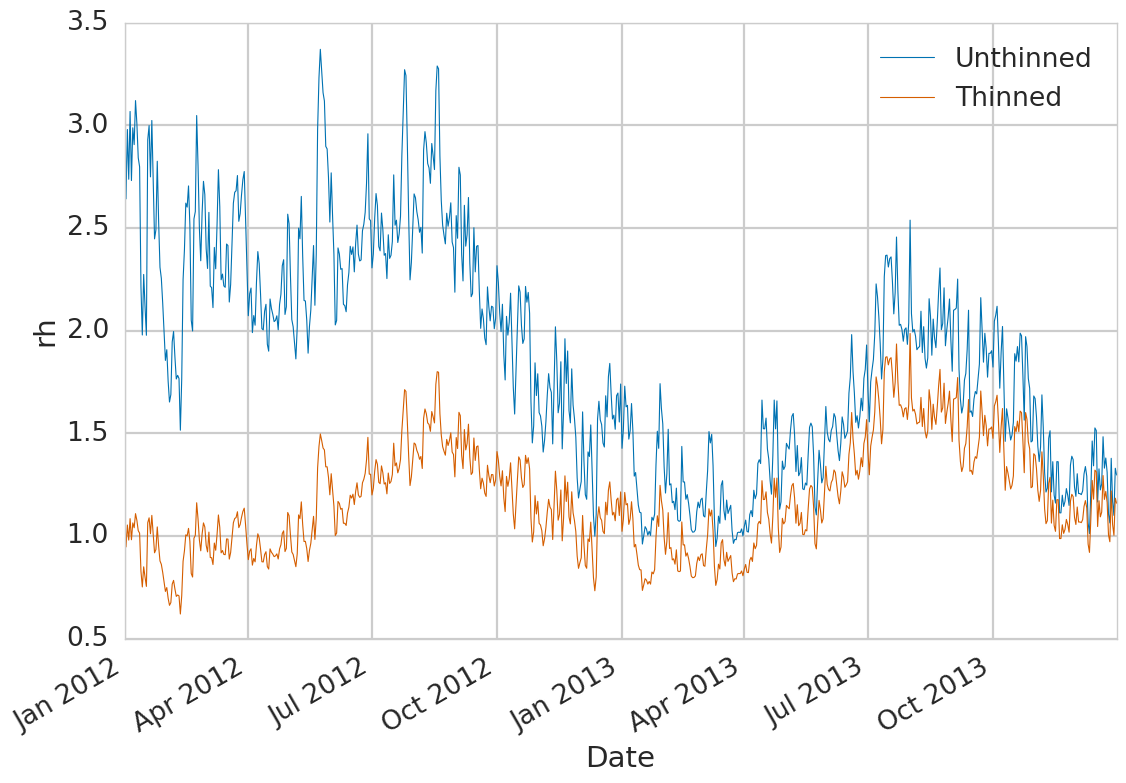 3.5
3.0
2.5
2.0
1.5
1.0
0.5
rh
Unthinned
Thinned
Jan 2012
Apr 2012
Jul 2012
Oct 2012
Jan 2013
Apr 2013
Jul 2013
Oct 2013
Date